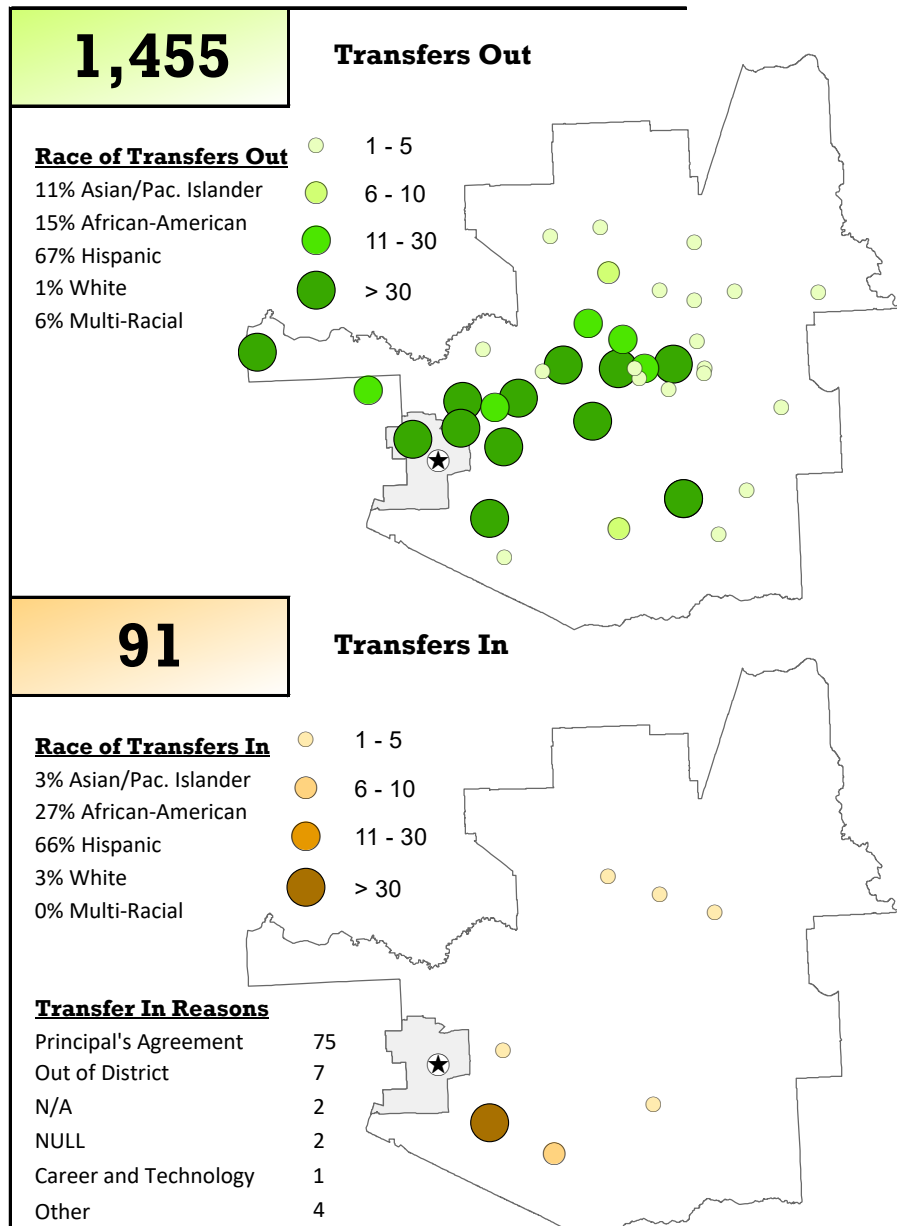 1,455
Transfers Out
Race of Transfers Out
11% Asian/Pac. Islander
15% African-American
67% Hispanic
1% White
6% Multi-Racial
1 - 5
6 - 10
11 - 30
> 30
91
Transfers In
Race of Transfers In
3% Asian/Pac. Islander
27% African-American
66% Hispanic
3% White
0% Multi-Racial
1 - 5
6 - 10
11 - 30
> 30
Transfer In Reasons
Principal's Agreement 75
Out of District 7
N/A 2
NULL 2
Career and Technology 1
Other 4